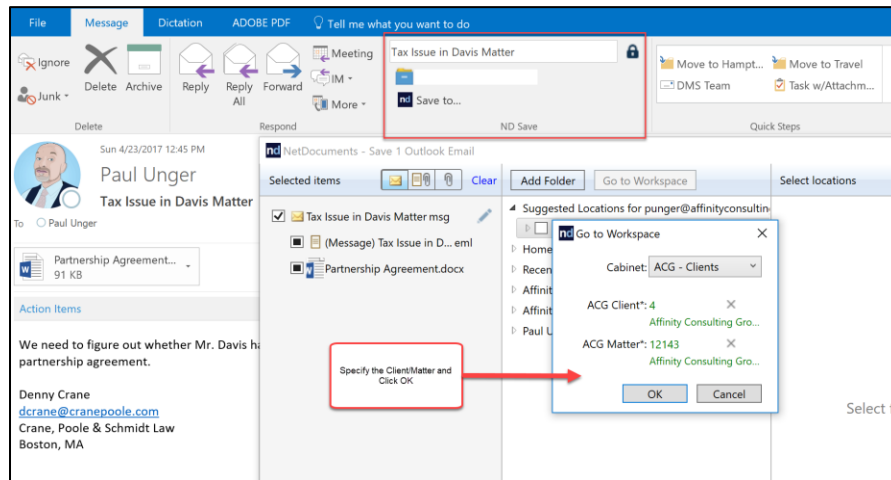 File Message Dictation ADOBE PDF Tell me what you want to do
Ignore
Junk
Delete
Archive
Reply
Reply All
Forward
Meeting
IM
More
Tax Issue in Davis Matter
nd Save to...
Move to Hampt...
DMS Team
Move to Travel
Task w/Attachm...
Delete Respond ND Save Quick Steps
Sun 4/23/2017 12:45 PM
Paul Unger
Tax Issue in Davis Matter
To Paul Unger
Partnership Agreement...
91 KB
Action Items
We need to figure out whether Mr. Davis
partnership agreement.
Denny Crane
dcrane@cranepoole.com
Crane, Poole & Schmidt Law
Boston, MA
nd NetDocuments - Save 1 Outlook Email
Selected items Clear
Tax Issue in Davis Matter msg
(Message) Tax Issue in D... eml
Partnership Agreement.docx
Specify the Client/Matter and
Click OK
Add Folder Go to Workspace
Suggested Locations for punger@affinityconsultin
Home
Recen
Affinit
Affinit
Paul U
Select locations
nd Go to Workspace
Cabinet: ACG - Clients
ACG Client*: 4
Affinity Consulting Gro...
ACG Matter*: 12143
Affinity Consulting Gro...
OK Cancel
Select